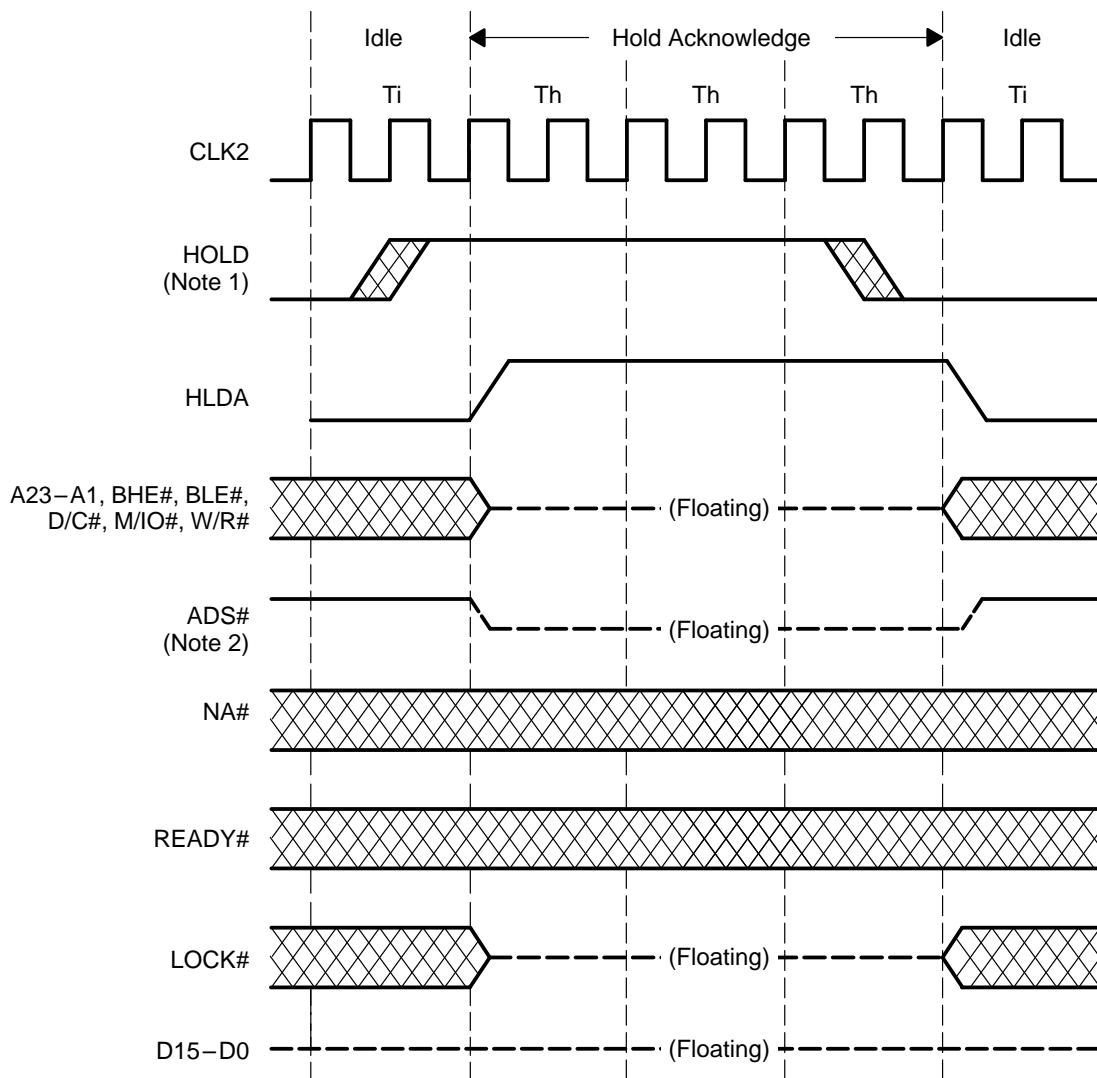 Idle Hold Acknowledge Idle
Ti Th Th Th Ti
CLK2
HOLD
(Note 1)
HLDA
A23–A1, BHE#, BLE#,
D/C#, M/IO#, W/R#
(Floating)
ADS#
(Note 2)
(Floating)
NA#
READY#
LOCK# (Floating)
D15–D0 (Floating)